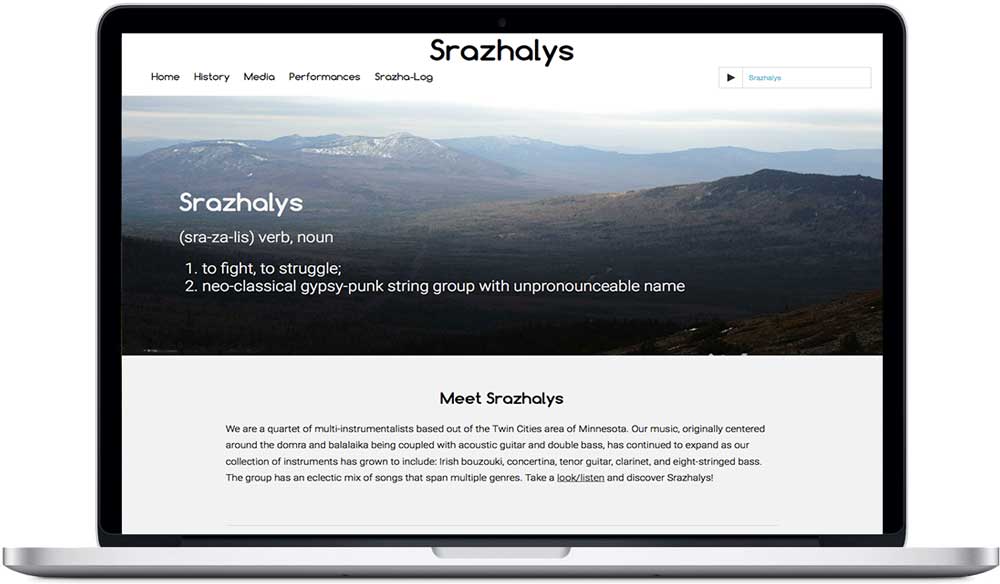 Srazhalys
Home History Media Performances Srazha-Log
Srazhalys
Srazhalys
(sra-za-lis) verb, noun
1. to fight, to struggle;
2. neo-classical gypsy-punk string group with unpronounceable name
Meet Srazhalys
We are a quartet of multi-instrumentalists based out of the Twin Cities area of Minnesota. Our music, originally centered
around the domra and balalaika being coupled with acoustic guitar and double bass, has continued to expand as our
collection of instruments has grown to include: Irish bouzouki, concertina, tenor guitar, clarinet, and eight-stringed bass.
The group has an eclectic mix of songs that span multiple genres. Take a look/listen and discover Srazhalys!